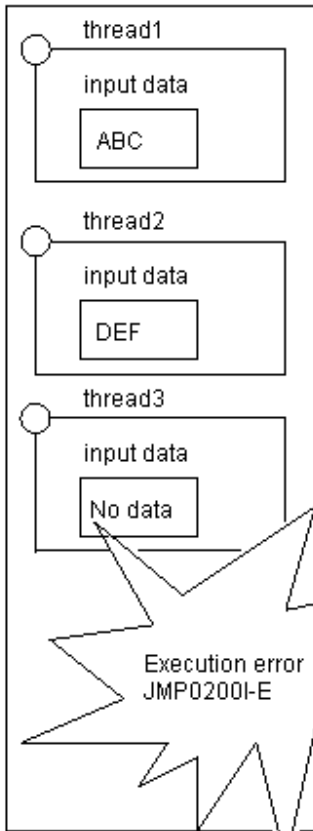 thread1
input data
ABC
thread2
input data
DEF
thread3
input data
No data
Execution error
JMP0200I-E